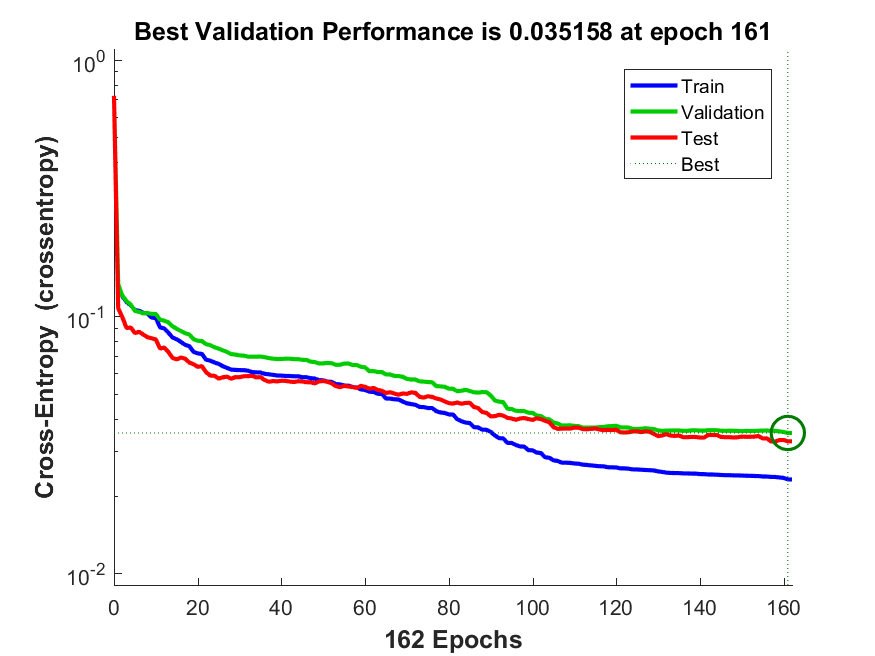 Best Validation Performance is 0.035158 at epoch 161
Cross-Entropy (crossentropy)
10^0
10^-1
10^-2
Train
Validation
Test
Best
0 20 40 60 80 100 120 140 160
162 Epochs